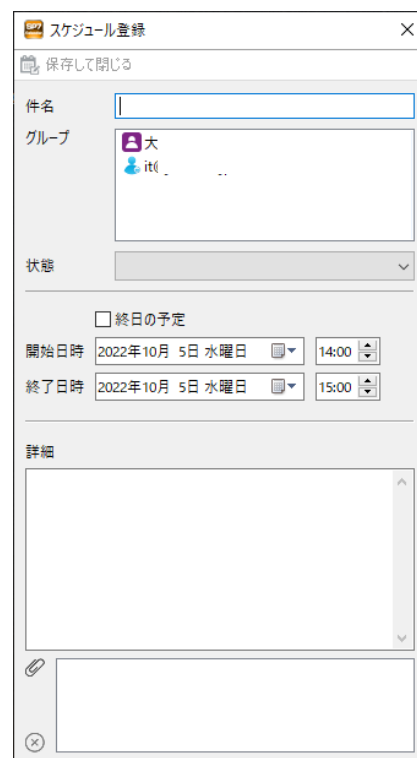 スケジュール登録
保存して閉じる
件名
グループ
大
it(
状態
終日の予定
開始日時 2022年10月 5日 水曜日 14:00
終了日時 2022年10月 5日 水曜日 15:00
詳細